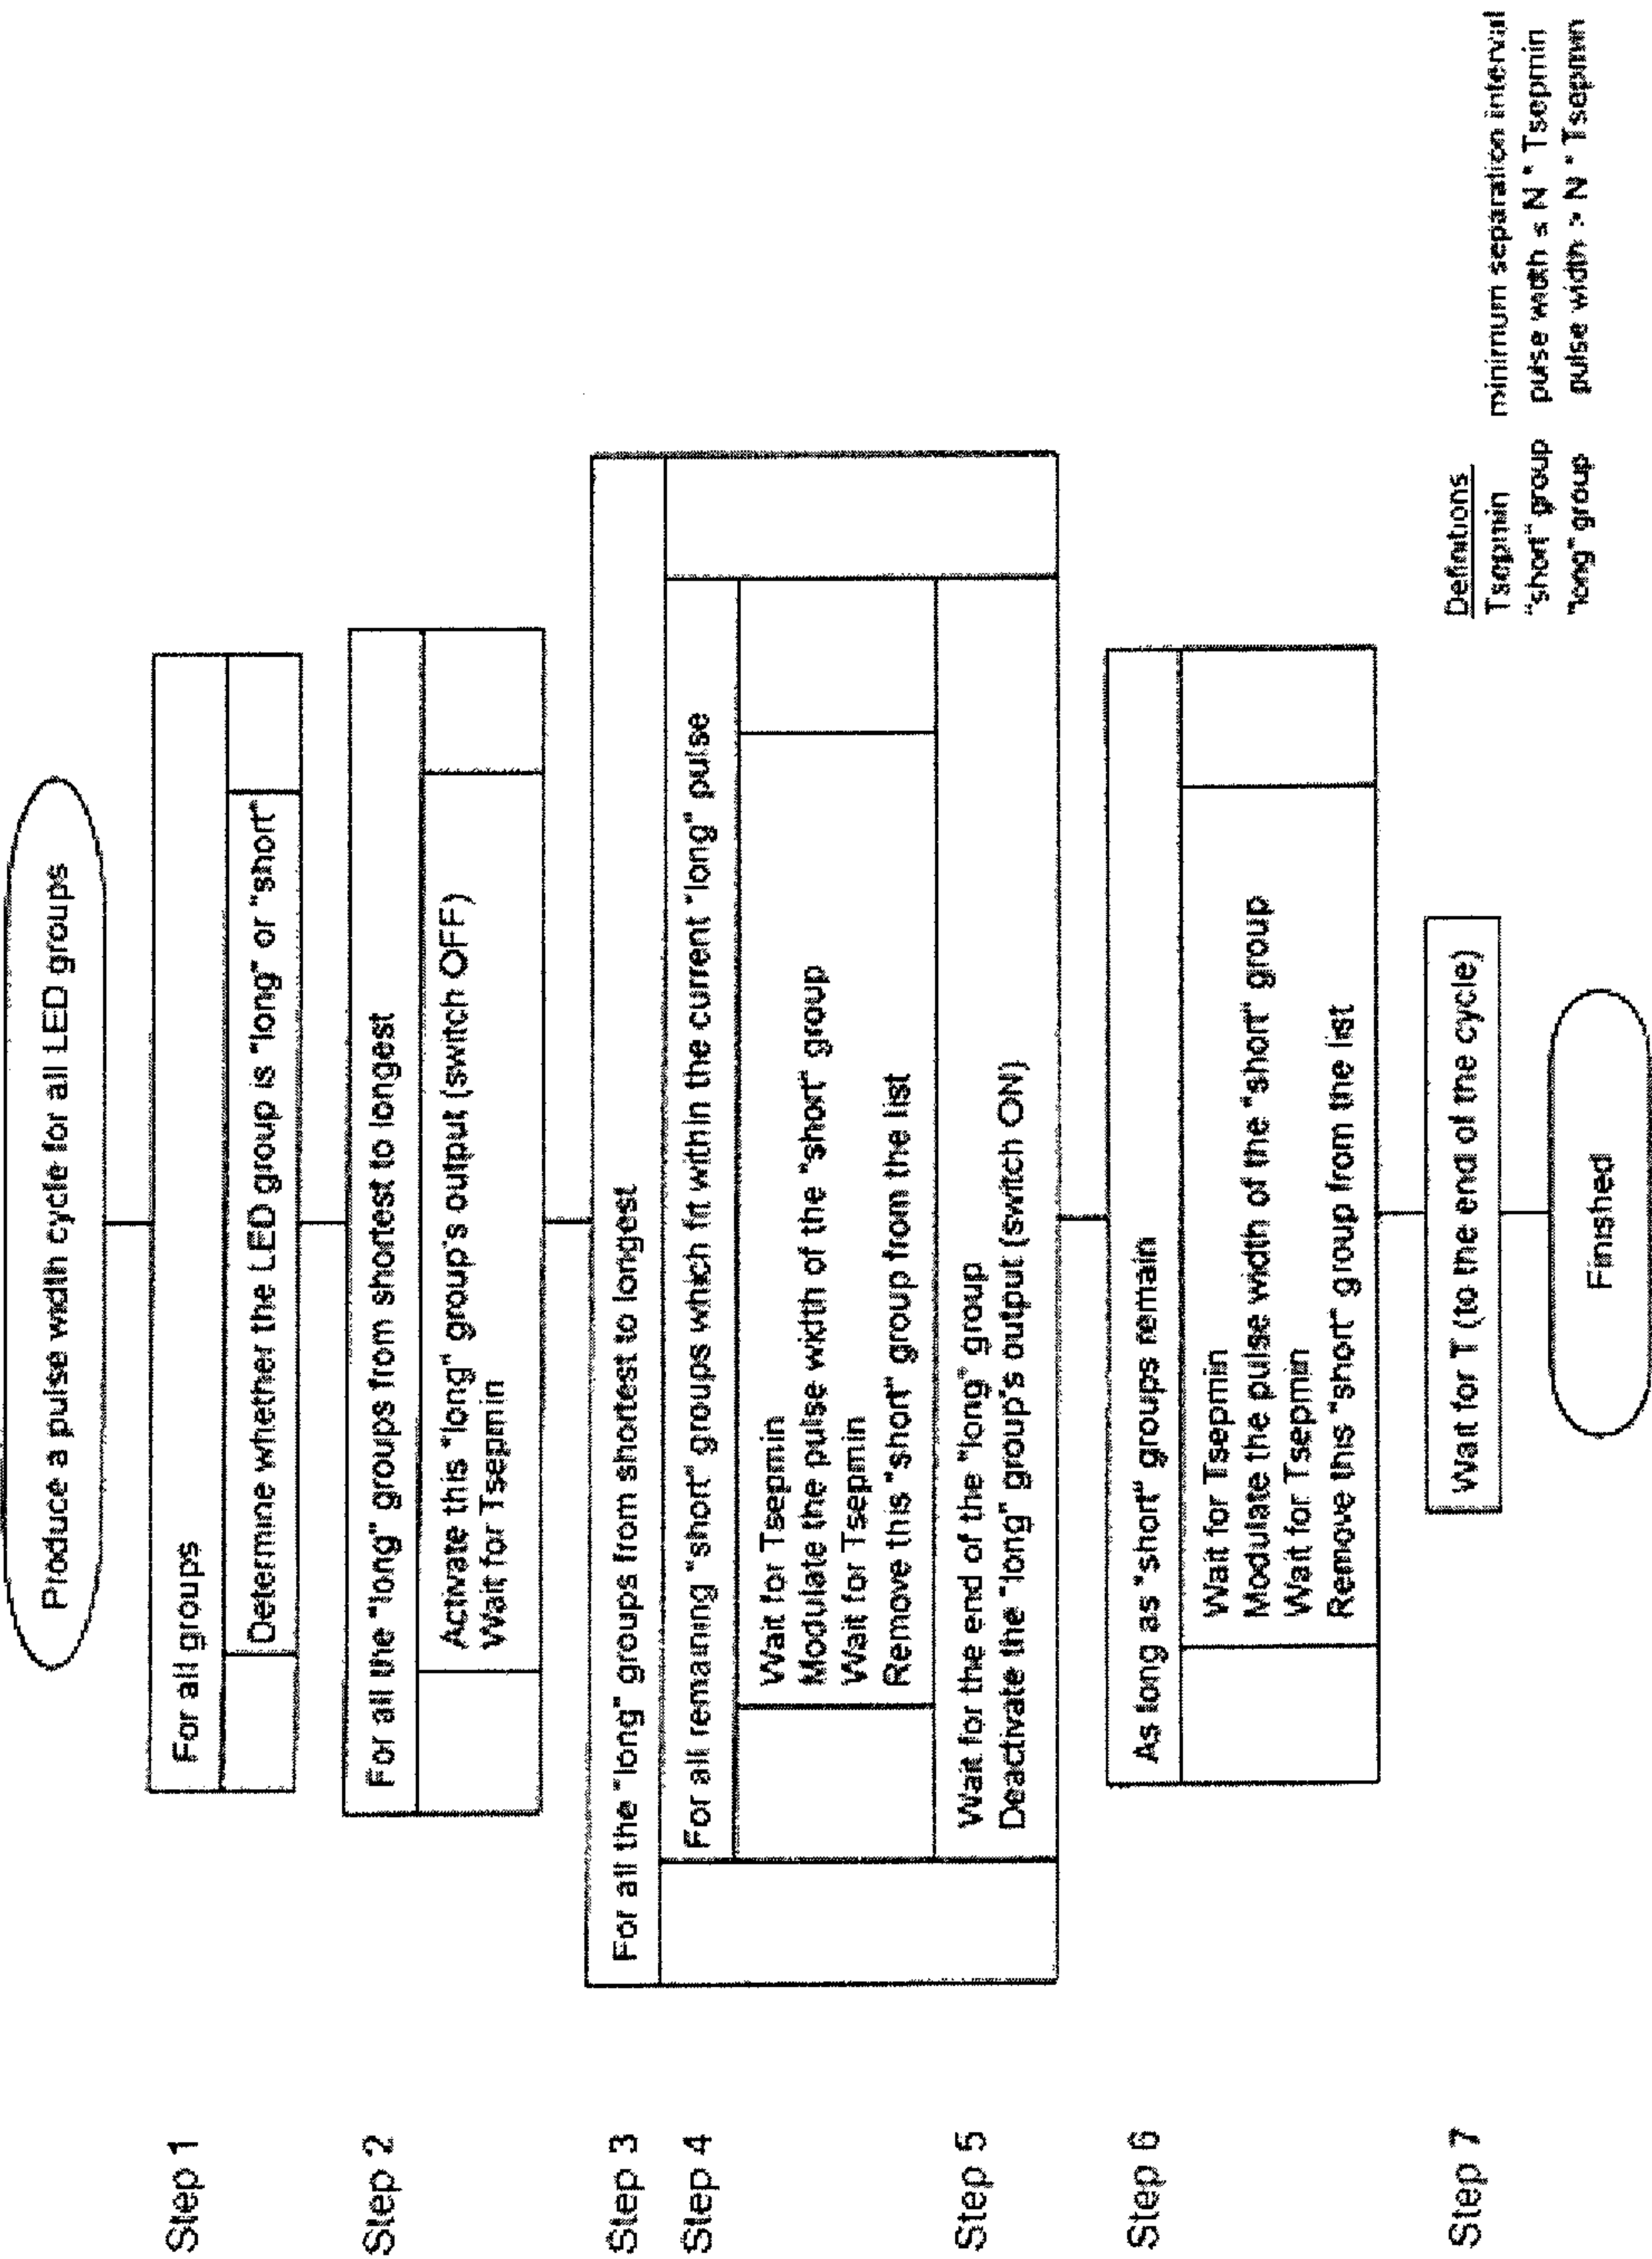 Produce a pulse width cycle for all LED groups
Step 1
For all groups
Determine whether the LED group is "long" or "short"
Step 2
For all the "long" groups from shortest to longest
Activate this "long" group's output (switch OFF)
Wait for Tsepmin
Step 3
For all the "long" groups from shortest to longest
Step 4
For all remaining "short" groups which fit within the current "long" pulse
Wait for Tsepmin
Modulate the pulse width of the "short" group
Wait for Tsepmin
Remove this "short" group from the list
Step 5
Wait for the end of the "long" group
Deactivate the "long" group's output (switch ON)
Step 6
As long as "short" groups remain
Wait for Tsepmin
Modulate the pulse width of the "short" group
Wait for Tsepmin
Remove this "short" group from the list
Step 7
Wait for T (to the end of the cycle)
Finished
Definitions
Tsepmin minimum separation interval
"short" group pulse width ≤ N * Tsepmin
"long" group pulse width > N * Tsepmin